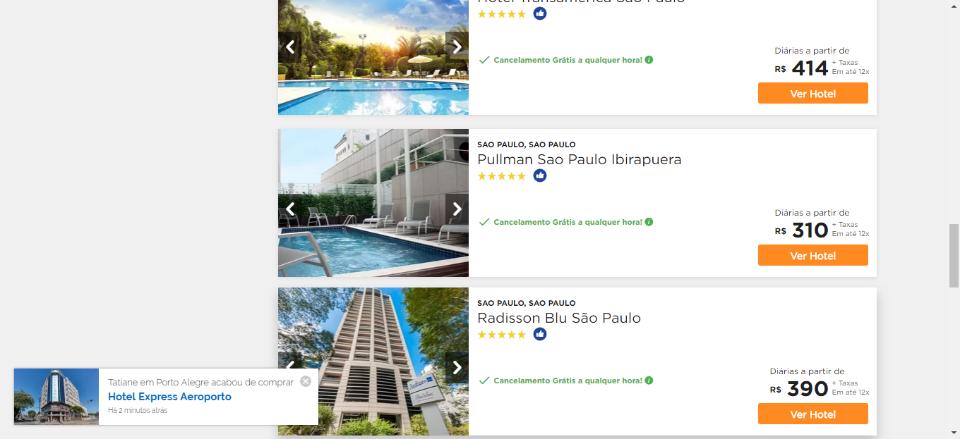 Hotel Transamerica São Paulo
Cancelamento Grátis a qualquer hora!
Diárias a partir de
R$ 414 + Taxas
Em até 12x
Ver Hotel
SAO PAULO, SAO PAULO
Pullman Sao Paulo Ibirapuera
Cancelamento Grátis a qualquer hora!
Diárias a partir de
R$ 310 + Taxas
Em até 12x
Ver Hotel
SAO PAULO, SAO PAULO
Radisson Blu São Paulo
Cancelamento Grátis a qualquer hora!
Diárias a partir de
R$ 390 + Taxas
Em até 12x
Ver Hotel
Tatiane em Porto Alegre acabou de comprar
Hotel Express Aeroporto
Há 2 minutos atrás